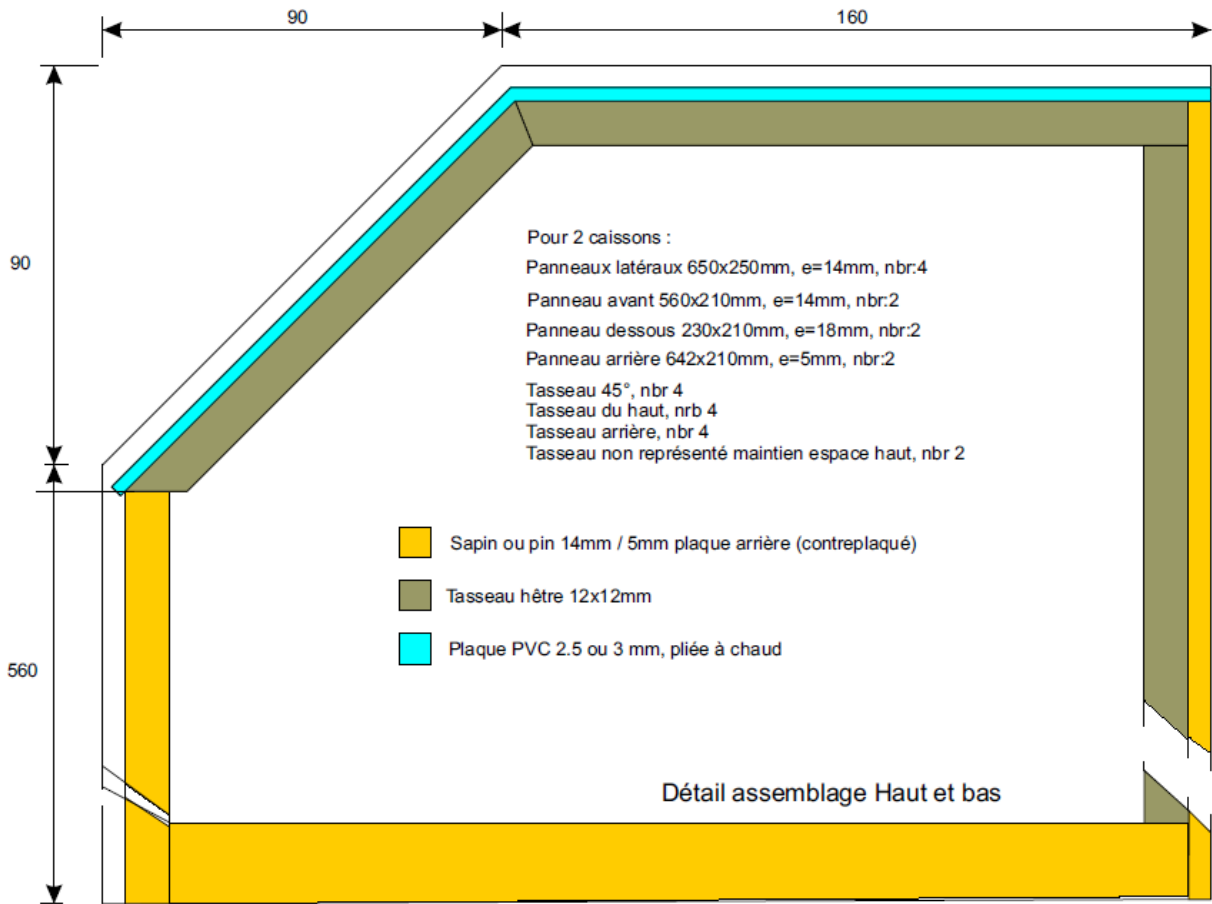 90
160
90
Pour 2 caissons :
Panneaux latéraux 650x250mm, e=14mm, nbr:4
Panneau avant 560x210mm, e=14mm, nbr:2
Panneau dessous 230x210mm, e=18mm, nbr:2
Panneau arrière 642x210mm, e=5mm, nbr:2
Tasseau 45°, nbr 4
Tasseau du haut, nrb 4
Tasseau arrière, nbr 4
Tasseau non représenté maintien espace haut, nbr 2
Sapin ou pin 14mm / 5mm plaque arrière (contreplaqué)
Tasseau hêtre 12x12mm
Plaque PVC 2.5 ou 3 mm, pliée à chaud
560
Détail assemblage Haut et bas